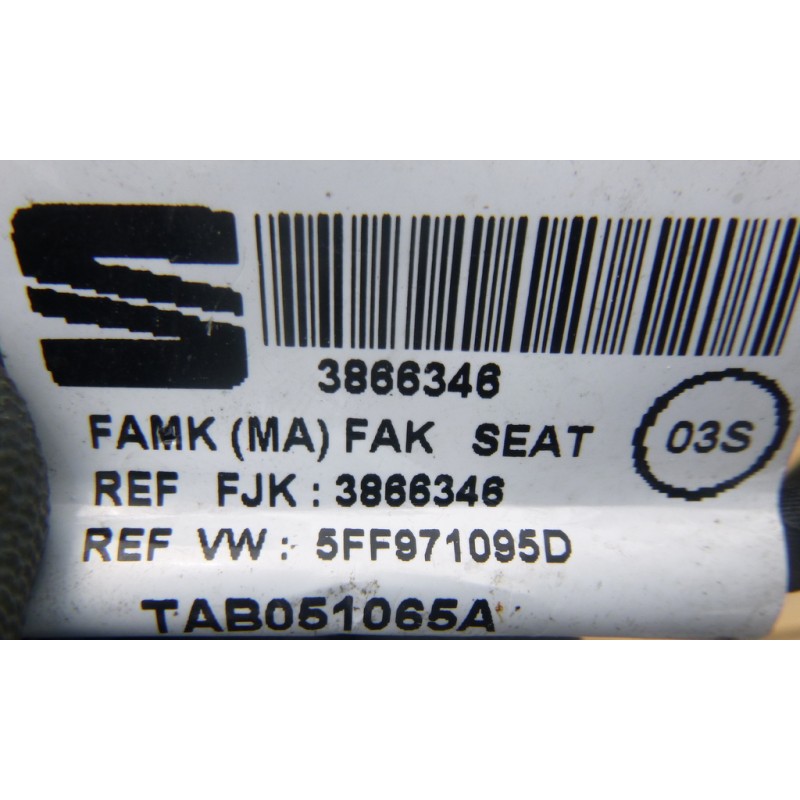 3866346
FAMK (MA) FAK SEAT
03S
REF FJK : 3866346
REF VW : 5FF971095D
TAB051065A